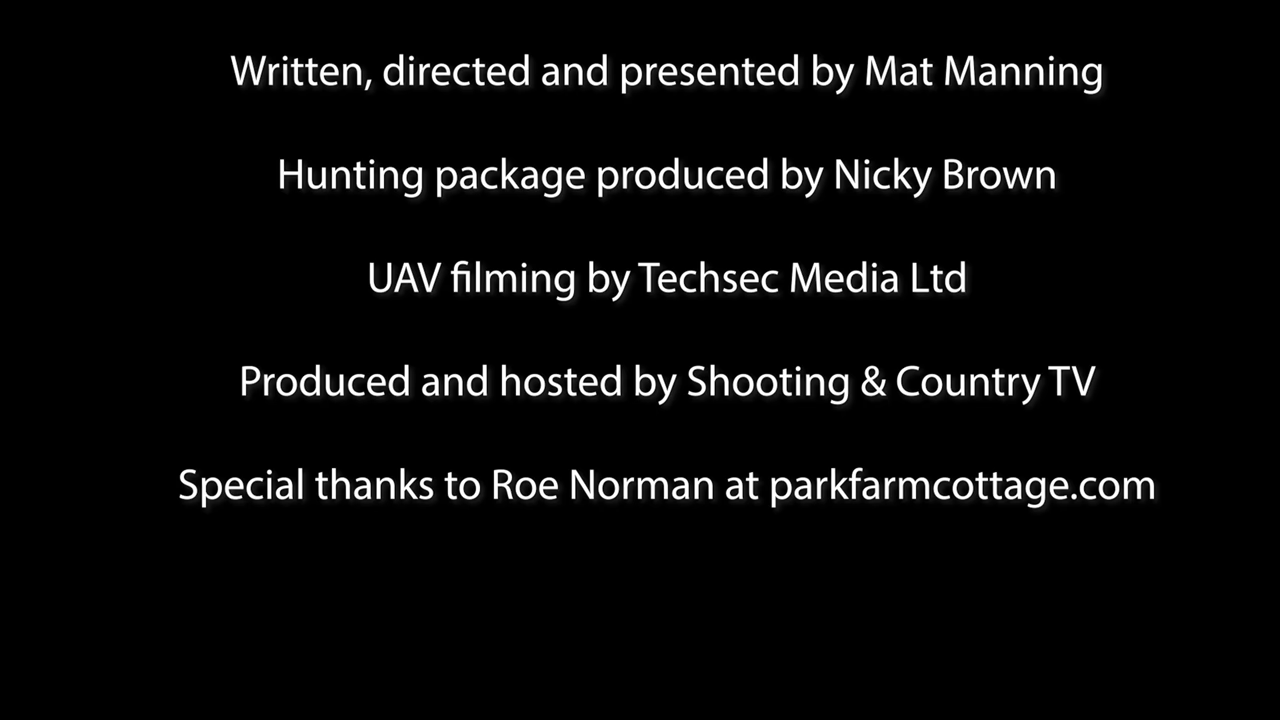 Written, directed and presented by Mat Manning
Hunting package produced by Nicky Brown
UAV filming by Techsec Media Ltd
Produced and hosted by Shooting & Country TV
Special thanks to Roe Norman at parkfarmcottage.com